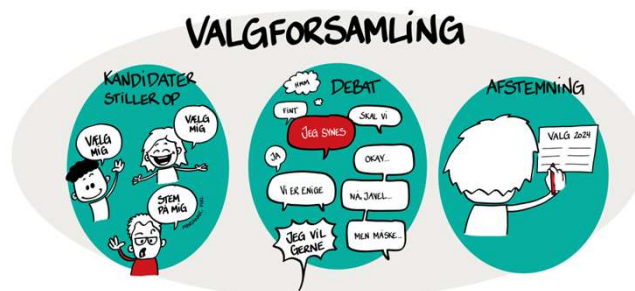 VALGFORSAMLING
KANDIDATER
STILLER OP
VÆLG
MIG
VÆLG
MIG
STEM
PÅ MIG
DEBAT
HMM
FINT
SKAL VI
JEG SYNES
JA
OKAY...
VI ER ENIGE
NÅ, JAVEL...
JEG VIL
GERNE
MEN MÅSKE...
AFSTEMNING
VALG 2024